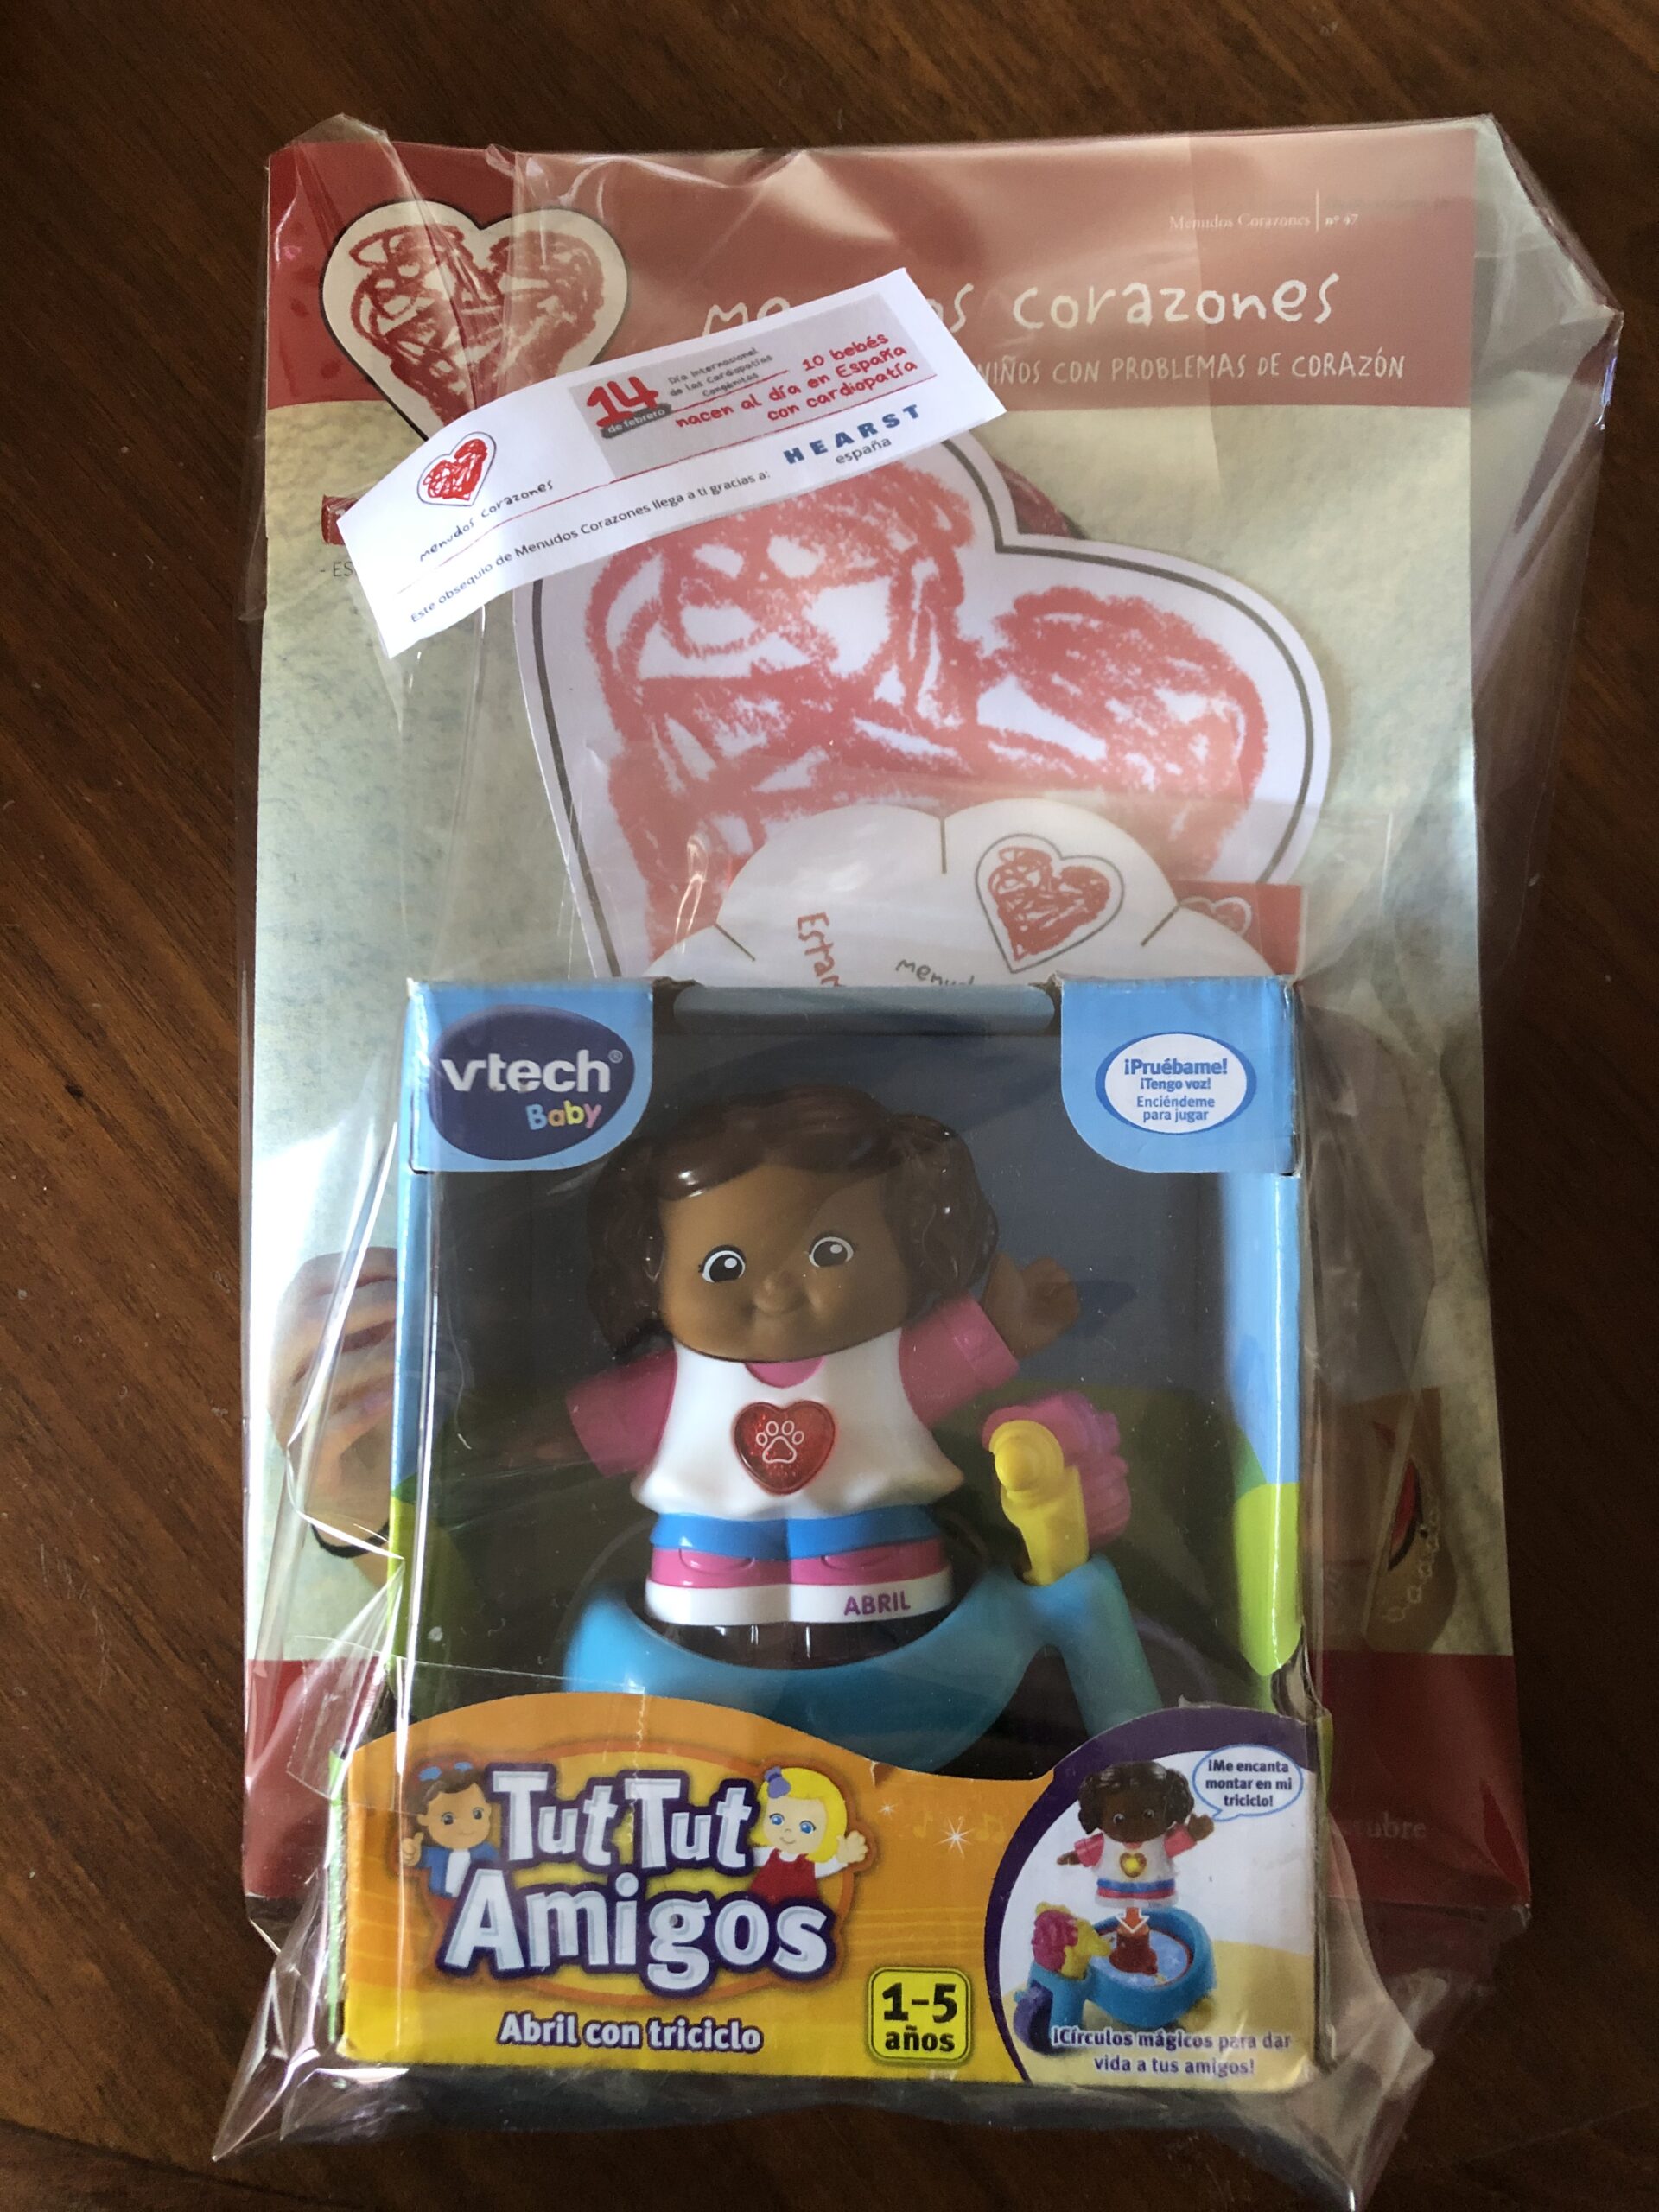 Menudos Corazones | nº 47
corazones
NIÑOS CON PROBLEMAS DE CORAZÓN
14
de febrero
Día Internacional
de las Cardiopatías
Congénitas
10 bebés
nacen al día en España
con cardiopatía
menudos corazones
Este obsequio de Menudos Corazones llega a ti gracias a:
HEARST
españa
vtech®
Baby
¡Pruébame!
¡Tengo voz!
Enciéndeme
para jugar
ABRIL
Tut Tut
Amigos
Abril con triciclo
1-5
años
¡Me encanta
montar en mi
triciclo!
¡Círculos mágicos para dar
vida a tus amigos!